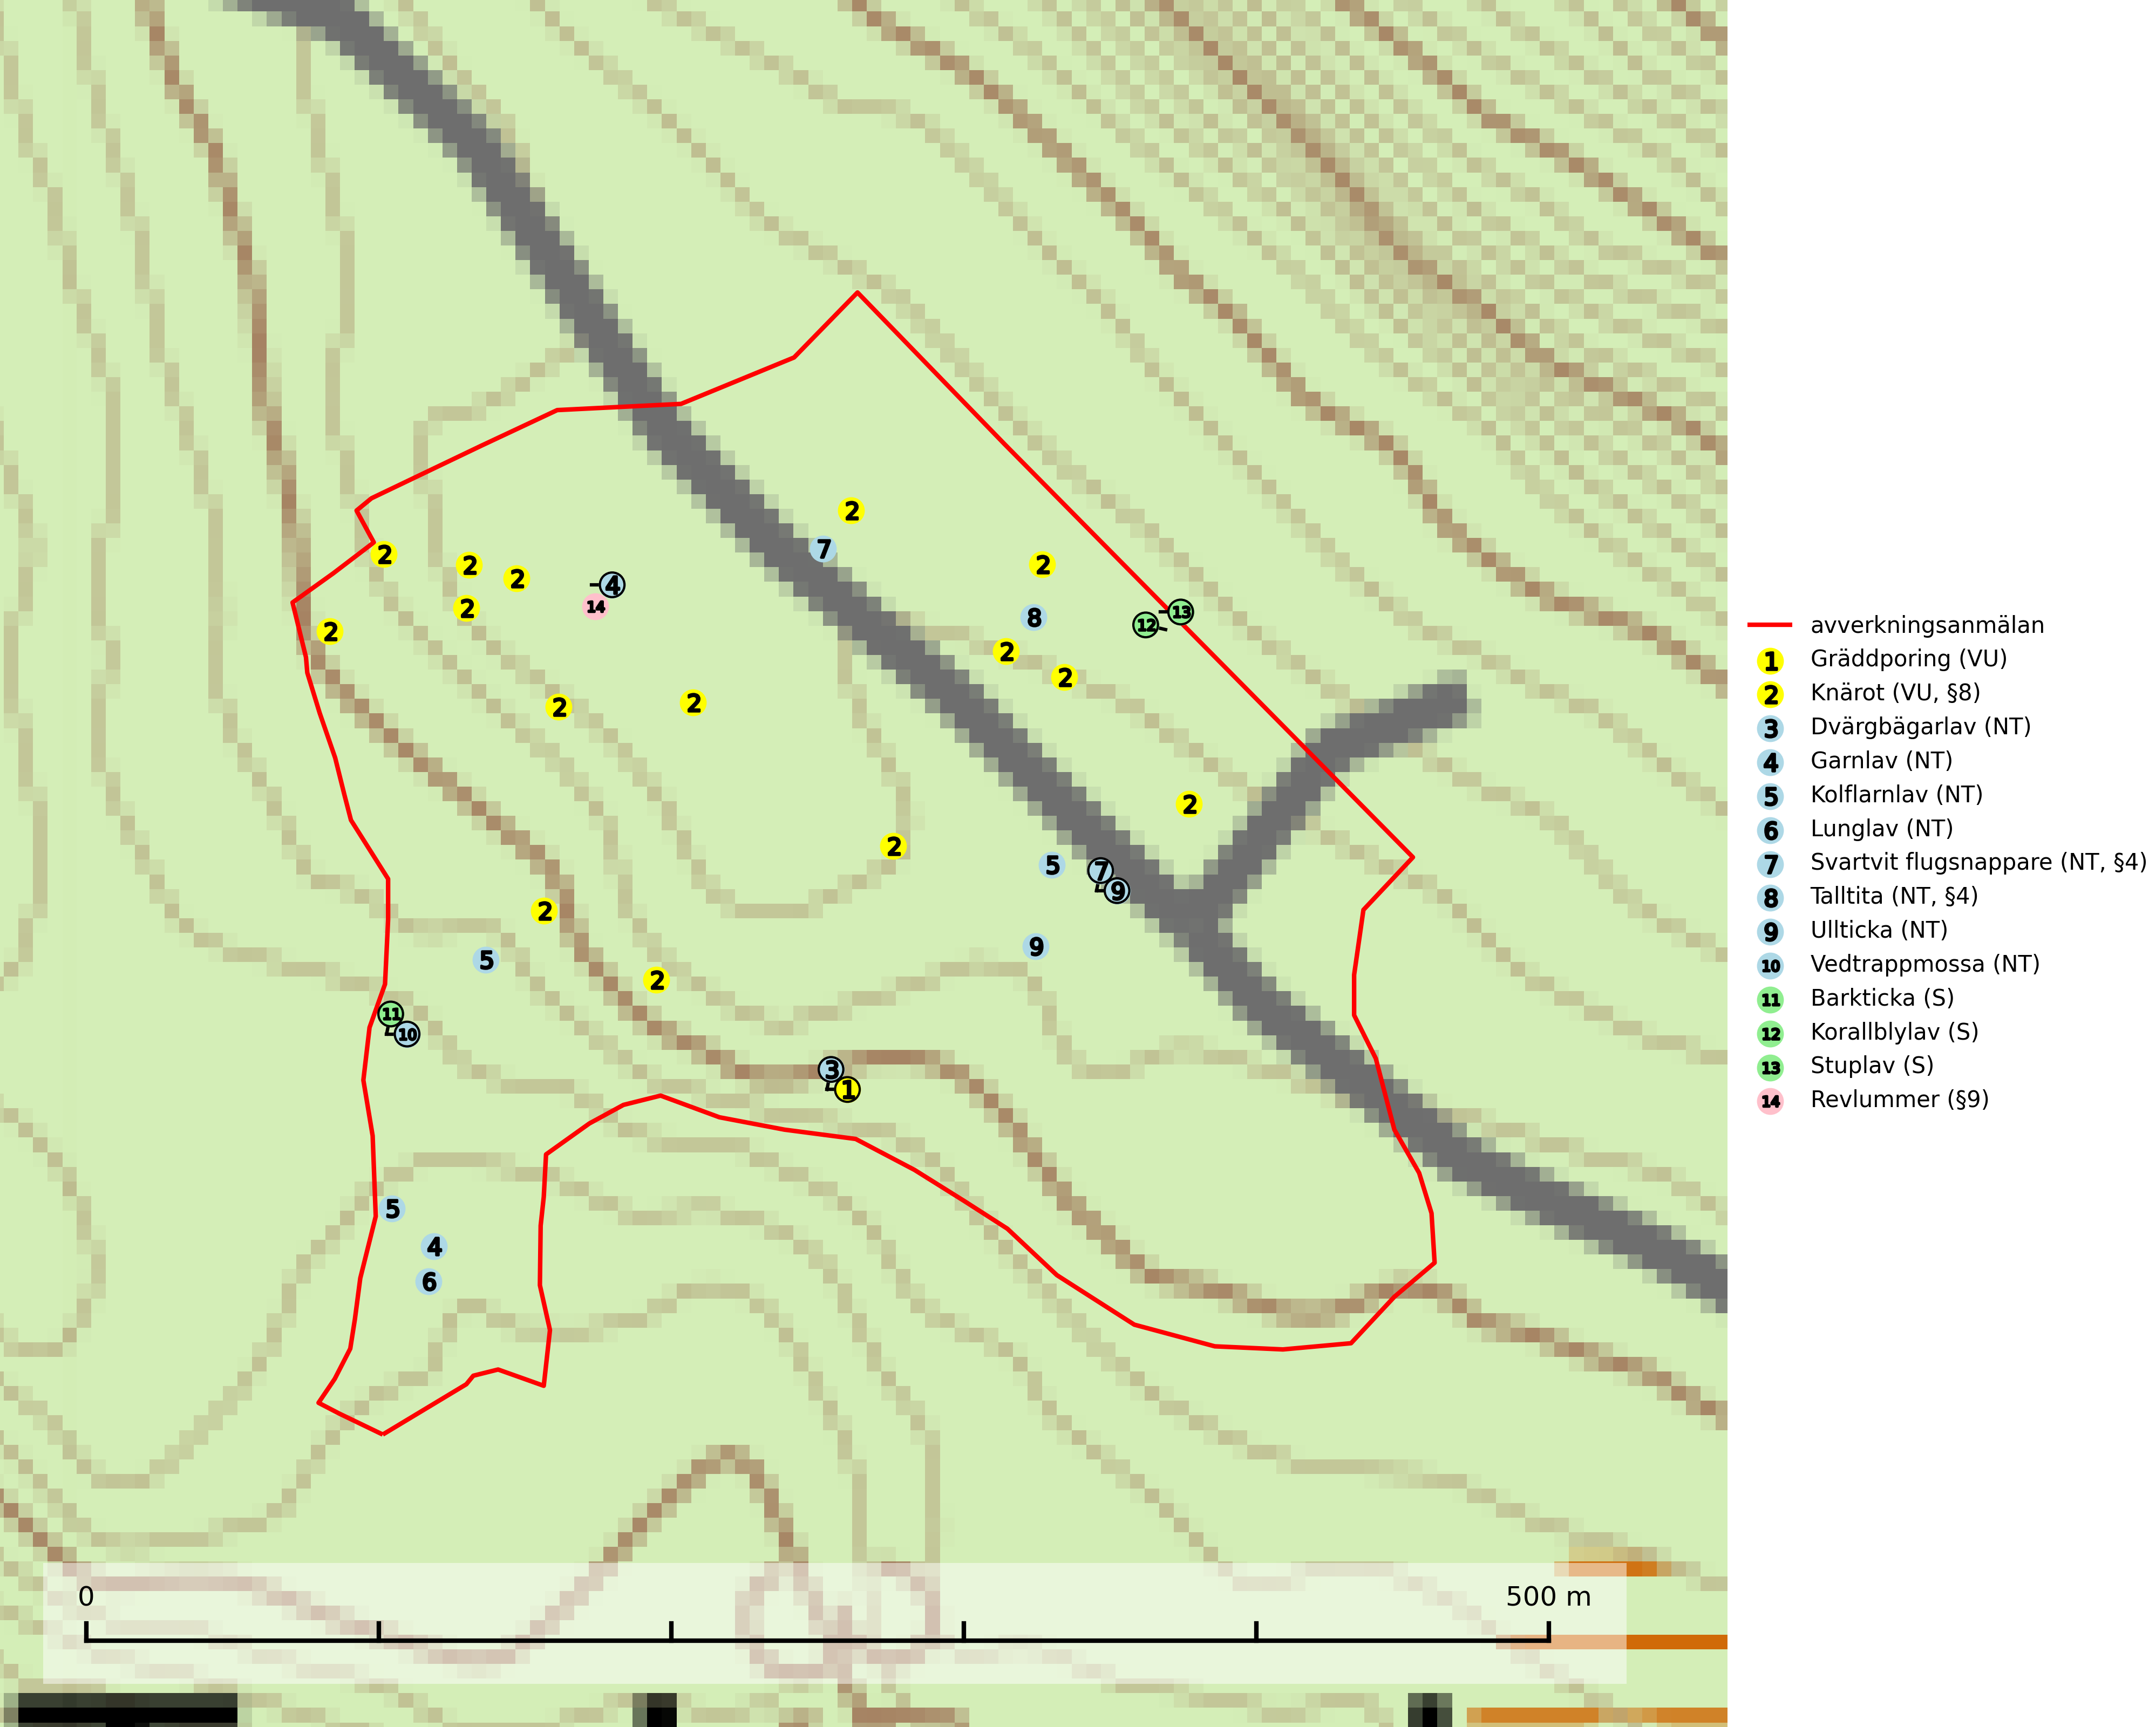 2
7
2
2
2
2
4
2
14
13
8
12
2
2
2
2
2
2
2
5
7
9
2
9
5
2
11
10
3
1
5
4
6
avverkningsanmälan
1 Gräddporing (VU)
2 Knärot (VU, §8)
3 Dvärgbägarlav (NT)
4 Garnlav (NT)
5 Kolflarnlav (NT)
6 Lunglav (NT)
7 Svartvit flugsnappare (NT, §4)
8 Talltita (NT, §4)
9 Ullticka (NT)
10 Vedtrappmossa (NT)
11 Barkticka (S)
12 Korallblylav (S)
13 Stuplav (S)
14 Revlummer (§9)
0 500 m